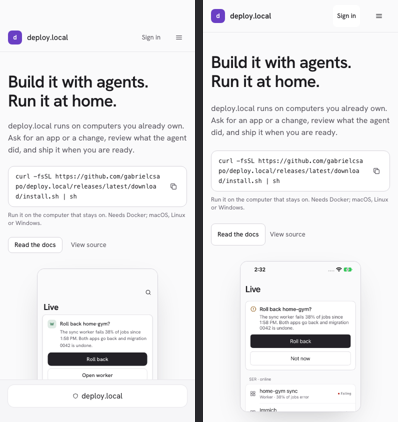 d deploy.local Sign in
Build it with agents.
Run it at home.
deploy.local runs on computers you already own.
Ask for an app or a change, review what the agent
did, and ship it when you are ready.
curl -fsSL https://github.com/gabrielcsa
po/deploy.local/releases/latest/downloa
d/install.sh | sh
Run it on the computer that stays on. Needs Docker; macOS, Linux
or Windows.
Read the docs View source
Live
Roll back home-gym?
The sync worker fails 38% of jobs since
1:58 PM. Both apps go back and migration
0042 is undone.
Roll back
Open worker
deploy.local
d deploy.local Sign in
Build it with agents.
Run it at home.
deploy.local runs on computers you already own.
Ask for an app or a change, review what the agent
did, and ship it when you are ready.
curl -fsSL https://github.com/gabrielcsa
po/deploy.local/releases/latest/downloa
d/install.sh | sh
Run it on the computer that stays on. Needs Docker; macOS, Linux
or Windows.
Read the docs View source
2:32
Live
Roll back home-gym?
The sync worker fails 38% of jobs since
1:58 PM. Both apps go back and migration
0042 is undone.
Roll back
Not now
home-gym sync
Worker · 38% of jobs error